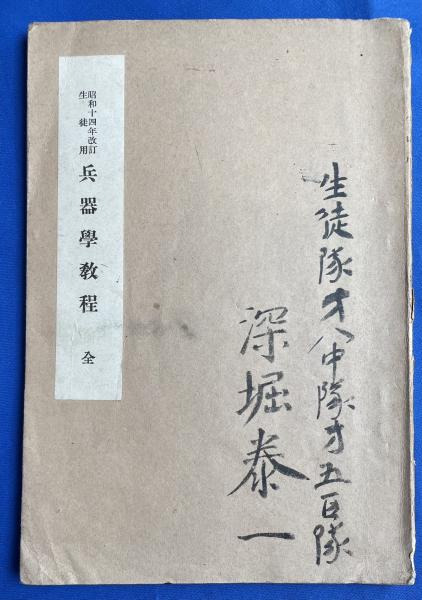 生徒隊才八中隊才五区隊
深堀泰一
昭和十四年改訂
生徒用
兵器學教程 全